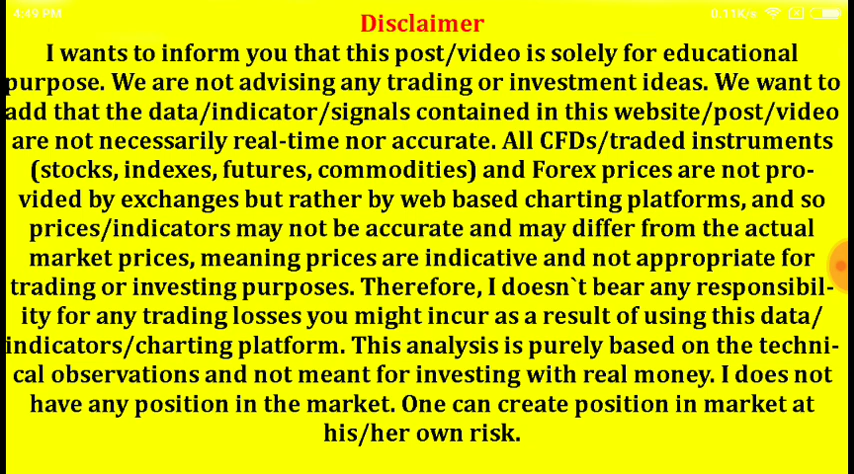 4:49 PM
0.11K/s
Disclaimer
I wants to inform you that this post/video is solely for educational
purpose. We are not advising any trading or investment ideas. We want to
add that the data/indicator/signals contained in this website/post/video
are not necessarily real-time nor accurate. All CFDs/traded instruments
(stocks, indexes, futures, commodities) and Forex prices are not pro-
vided by exchanges but rather by web based charting platforms, and so
prices/indicators may not be accurate and may differ from the actual
market prices, meaning prices are indicative and not appropriate for
trading or investing purposes. Therefore, I doesn`t bear any responsibil-
ity for any trading losses you might incur as a result of using this data/
indicators/charting platform. This analysis is purely based on the techni-
cal observations and not meant for investing with real money. I does not
have any position in the market. One can create position in market at
his/her own risk.